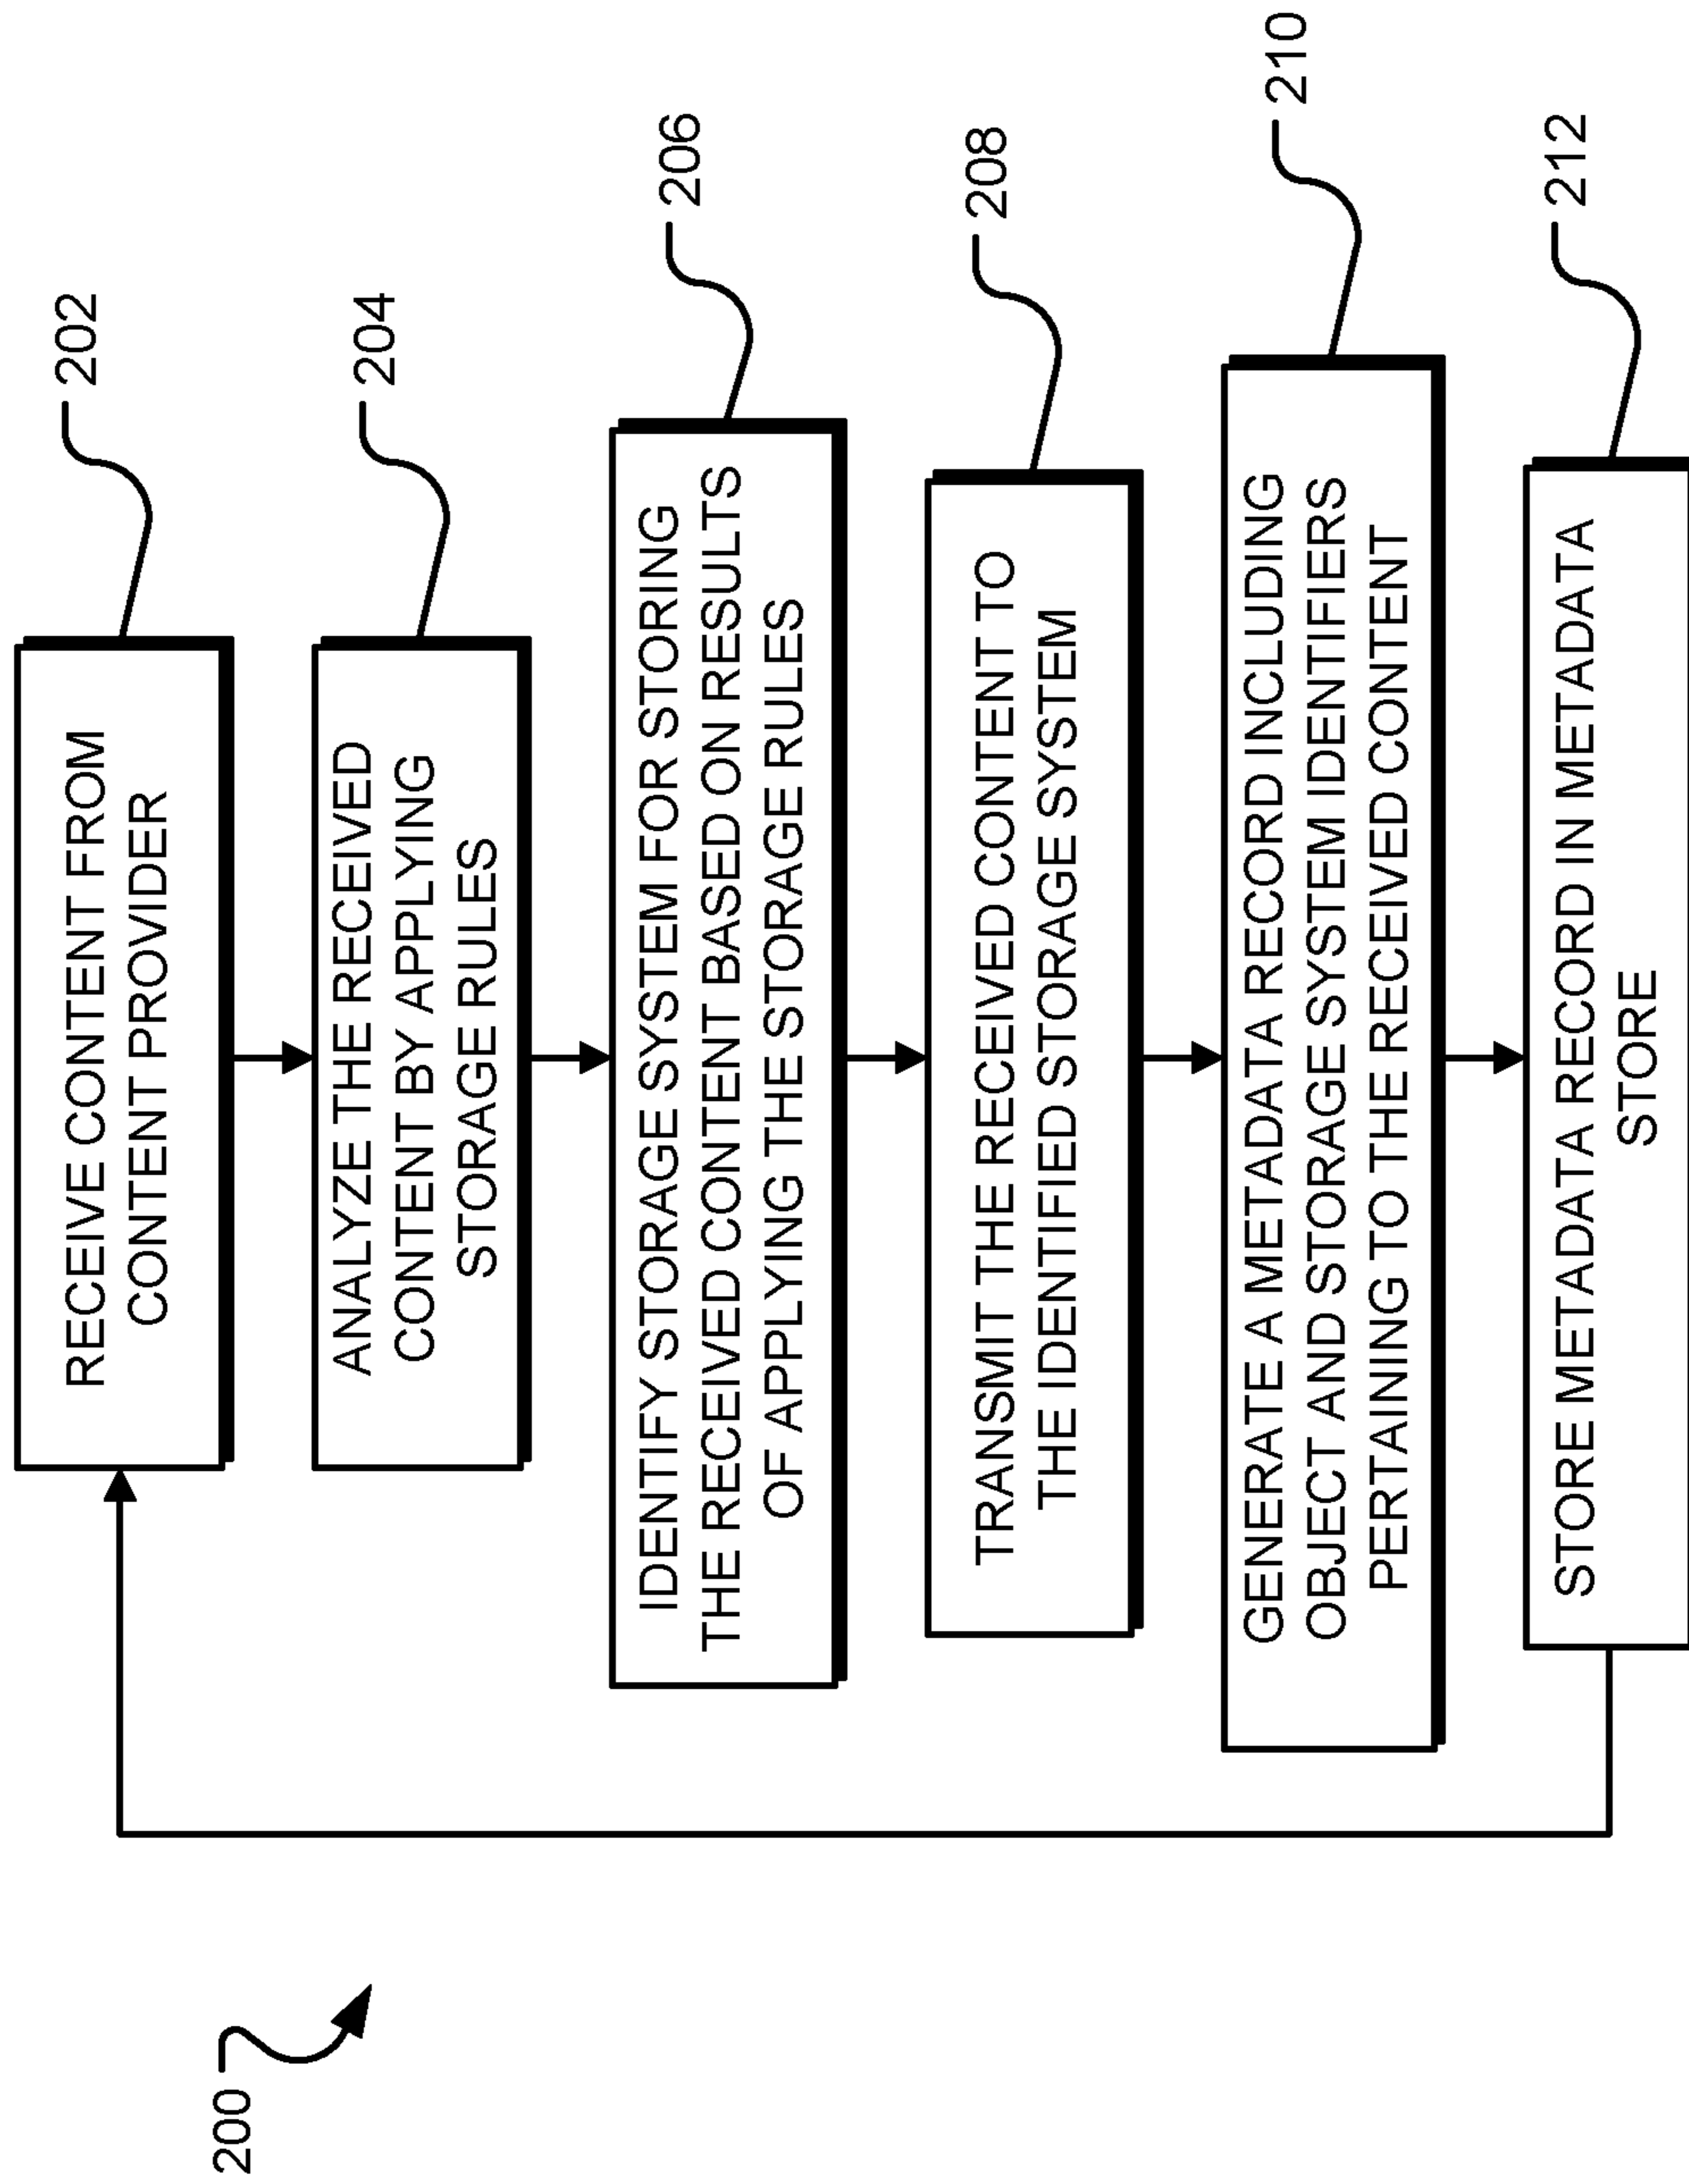 200
RECEIVE CONTENT FROM
CONTENT PROVIDER
202
ANALYZE THE RECEIVED
CONTENT BY APPLYING
STORAGE RULES
204
IDENTIFY STORAGE SYSTEM FOR STORING
THE RECEIVED CONTENT BASED ON RESULTS
OF APPLYING THE STORAGE RULES
206
TRANSMIT THE RECEIVED CONTENT TO
THE IDENTIFIED STORAGE SYSTEM
208
GENERATE A METADATA RECORD INCLUDING
OBJECT AND STORAGE SYSTEM IDENTIFIERS
PERTAINING TO THE RECEIVED CONTENT
210
STORE METADATA RECORD IN METADATA
STORE
212